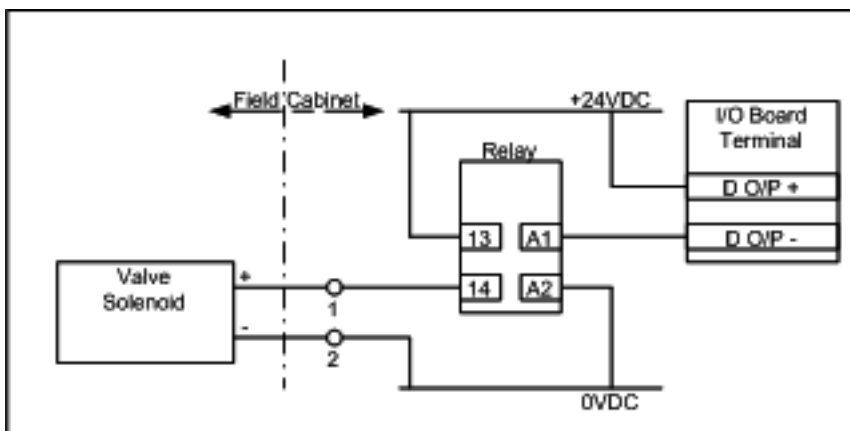 Field Cabinet
+24VDC
I/O Board
Terminal
Relay
D O/P +
13 A1
D O/P -
Valve
Solenoid
+
14 A2
1
-
2
0VDC